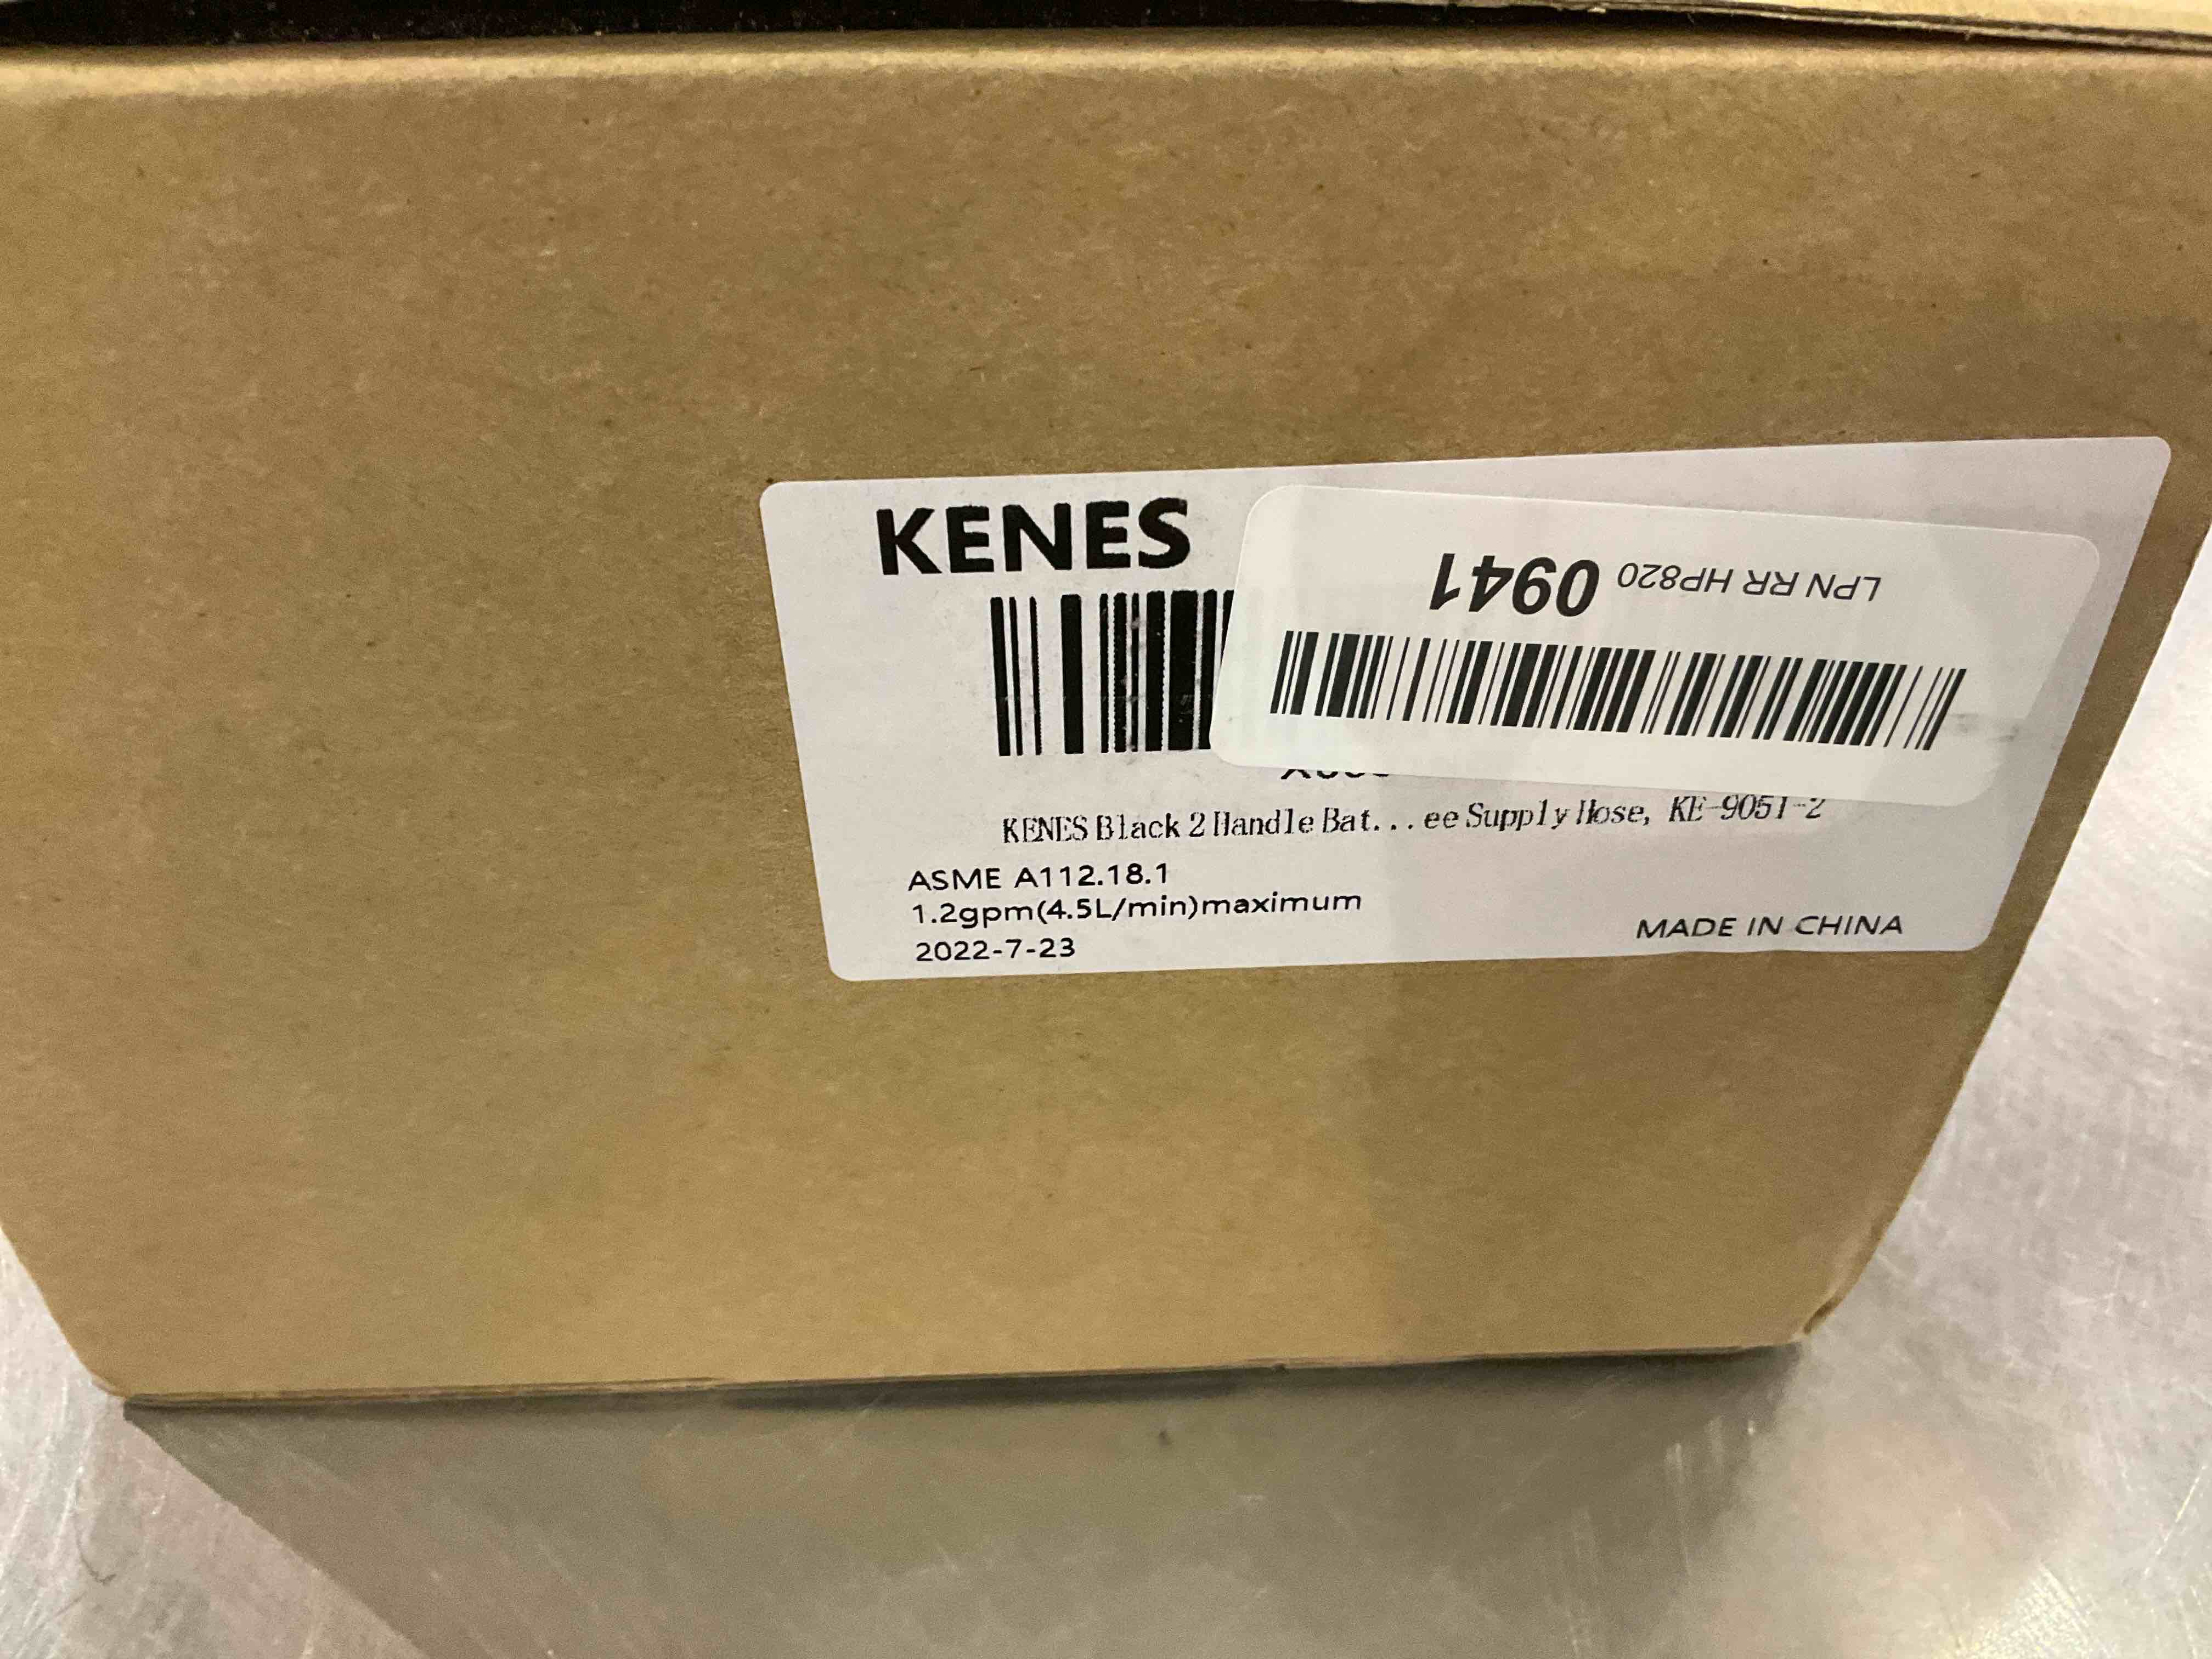 KENES
LPN RR HP820 0941
KENES Black 2 Handle Bat...ee Supply Hose, KE-9051-2
ASME A112.18.1
1.2gpm(4.5L/min)maximum
2022-7-23
MADE IN CHINA